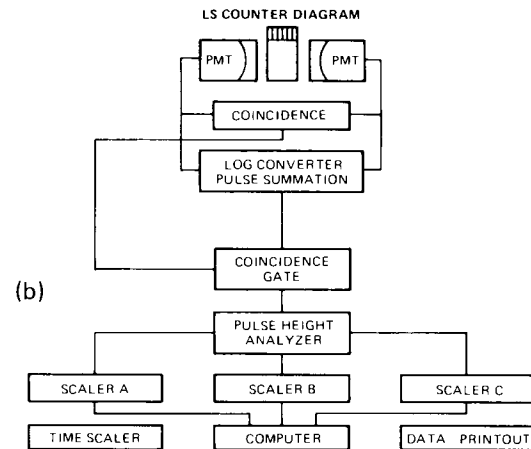 LS COUNTER DIAGRAM
PMT
PMT
COINCIDENCE
LOG CONVERTER
PULSE SUMMATION
COINCIDENCE
GATE
(b)
PULSE HEIGHT
ANALYZER
SCALER A
SCALER B
SCALER C
TIME SCALER
COMPUTER
DATA PRINTOUT